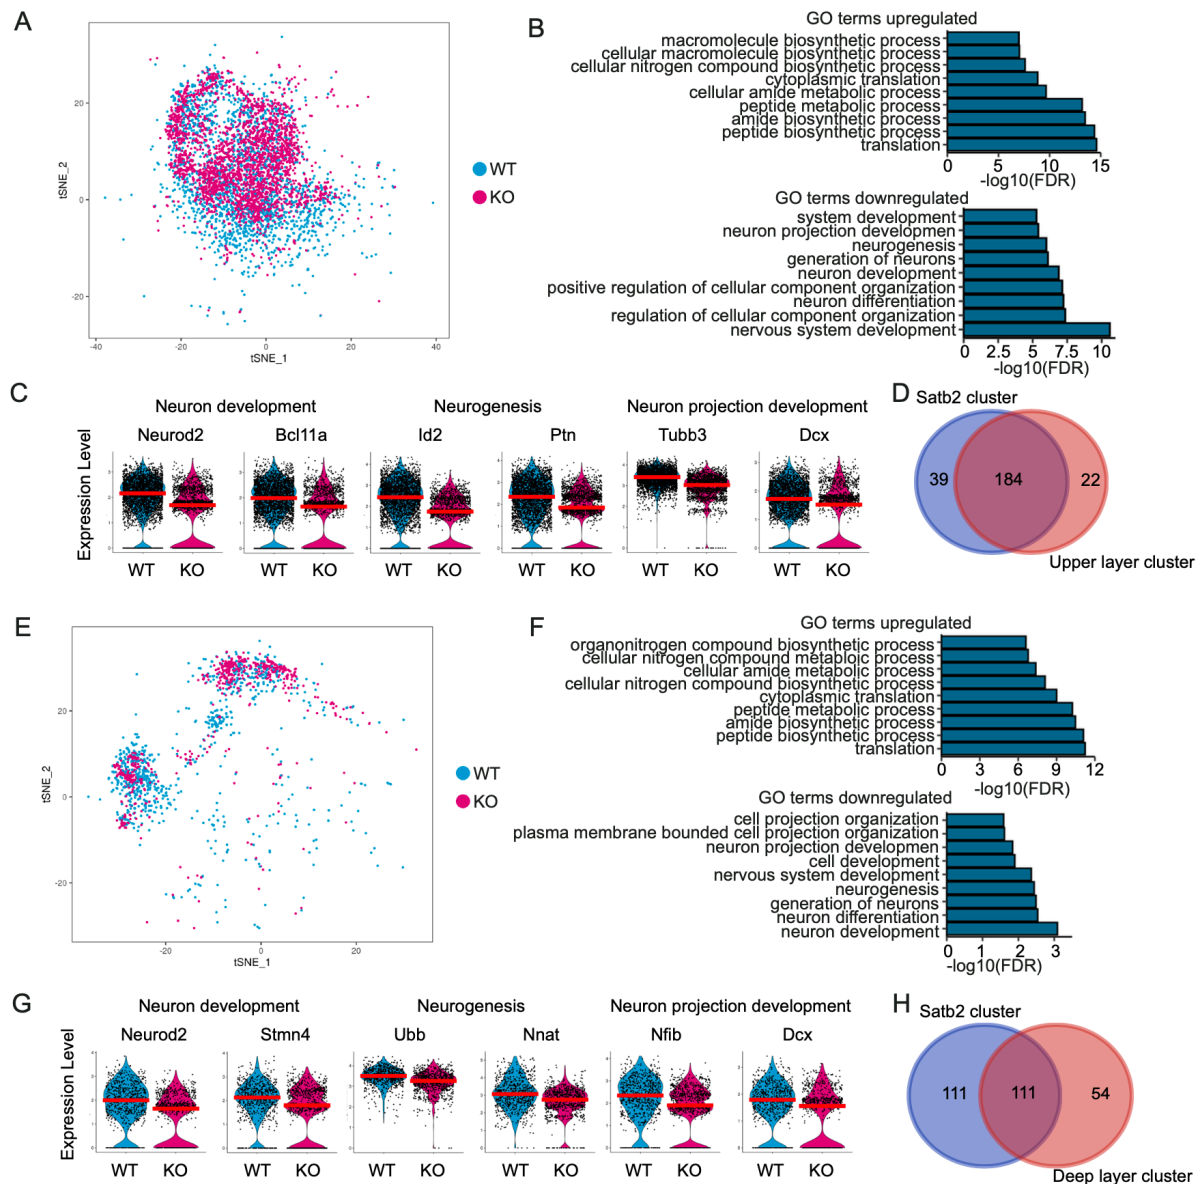 A
20
0
-20
-40
-20
0
20
40
tSNE_2
tSNE_1
WT
KO
B
GO terms upregulated
macromolecule biosynthetic process
cellular macromolecule biosynthetic process
cellular nitrogen compound biosynthetic process
cytoplasmic translation
cellular amide metabolic process
peptide metabolic process
amide biosynthetic process
peptide biosynthetic process
translation
0 5 10 15
-log10(FDR)
GO terms downregulated
system development
neuron projection developmen
neurogenesis
generation of neurons
neuron development
positive regulation of cellular component organization
neuron differentiation
regulation of cellular component organization
nervous system development
0 2.5 5 7.5 10
-log10(FDR)
C
Neuron development Neurogenesis Neuron projection development
Neurod2 Bcl11a Id2 Ptn Tubb3 Dcx
Expression Level
WT KO WT KO WT KO WT KO WT KO WT KO
D
Satb2 cluster
39 184 22
Upper layer cluster
E
20
0
-20
-20 0 20
tSNE_2
tSNE_1
WT
KO
F
GO terms upregulated
organonitrogen compound biosynthetic process
cellular nitrogen compound metabolic process
cellular amide metabolic process
cellular nitrogen compound biosynthetic process
cytoplasmic translation
peptide metabolic process
amide biosynthetic process
peptide biosynthetic process
translation
0 3 6 9 12
-log10(FDR)
GO terms downregulated
cell projection organization
plasma membrane bounded cell projection organization
neuron projection developmen
cell development
nervous system development
neurogenesis
generation of neurons
neuron differentiation
neuron development
0 1 2 3
-log10(FDR)
G
Neuron development Neurogenesis Neuron projection development
Neurod2 Stmn4 Ubb Nnat Nfib Dcx
Expression Level
WT KO WT KO WT KO WT KO WT KO WT KO
H
Satb2 cluster
111 111 54
Deep layer cluster